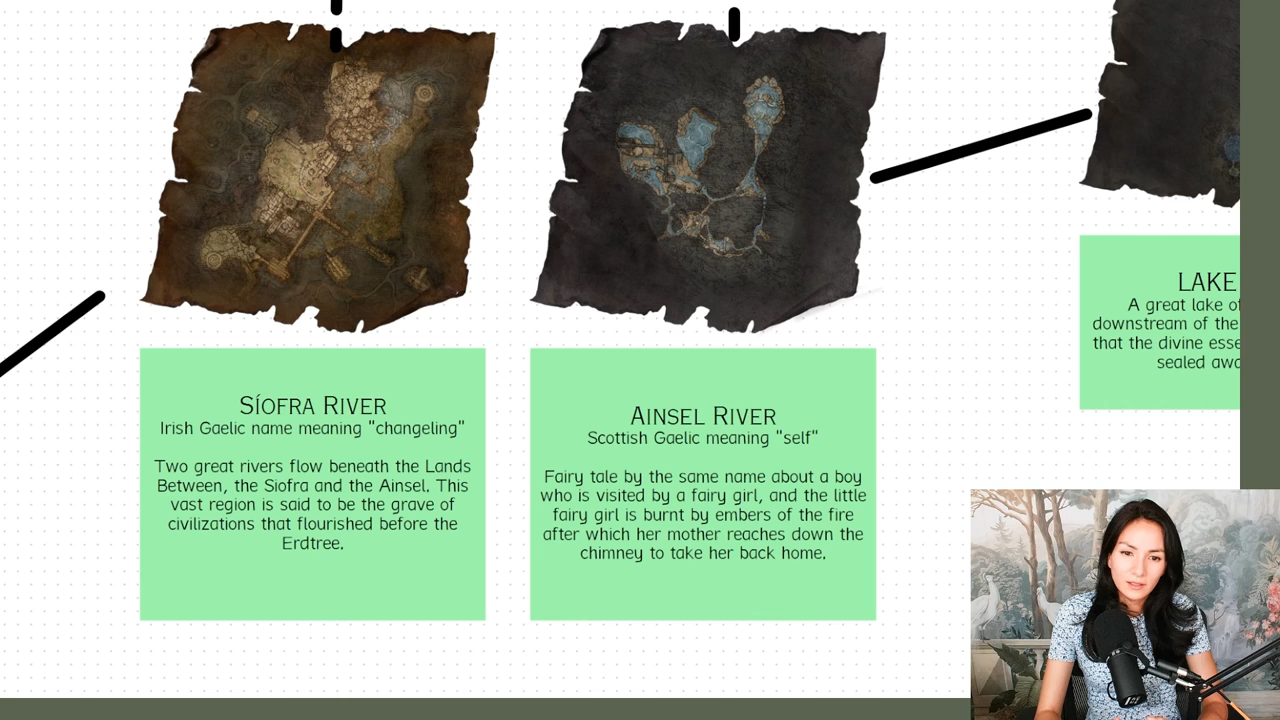 SÍOFRA RIVER
Irish Gaelic name meaning "changeling"
Two great rivers flow beneath the Lands
Between, the Siofra and the Ainsel. This
vast region is said to be the grave of
civilizations that flourished before the
Erdtree.
AINSEL RIVER
Scottish Gaelic meaning "self"
Fairy tale by the same name about a boy
who is visited by a fairy girl, and the little
fairy girl is burnt by embers of the fire
after which her mother reaches down the
chimney to take her back home.
LAKE
A great lake of
downstream of the
that the divine esse
sealed awa